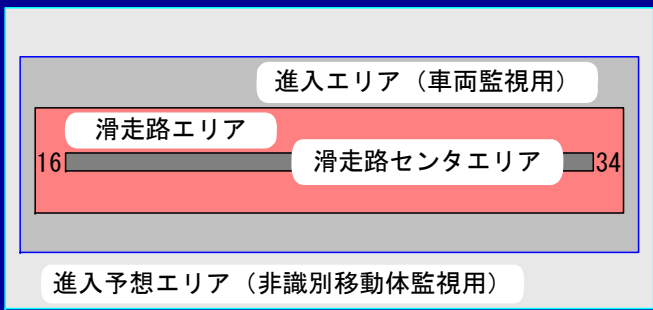 進入エリア（車両監視用）
滑走路エリア
16
滑走路センタエリア
34
進入予想エリア（非識別移動体監視用）